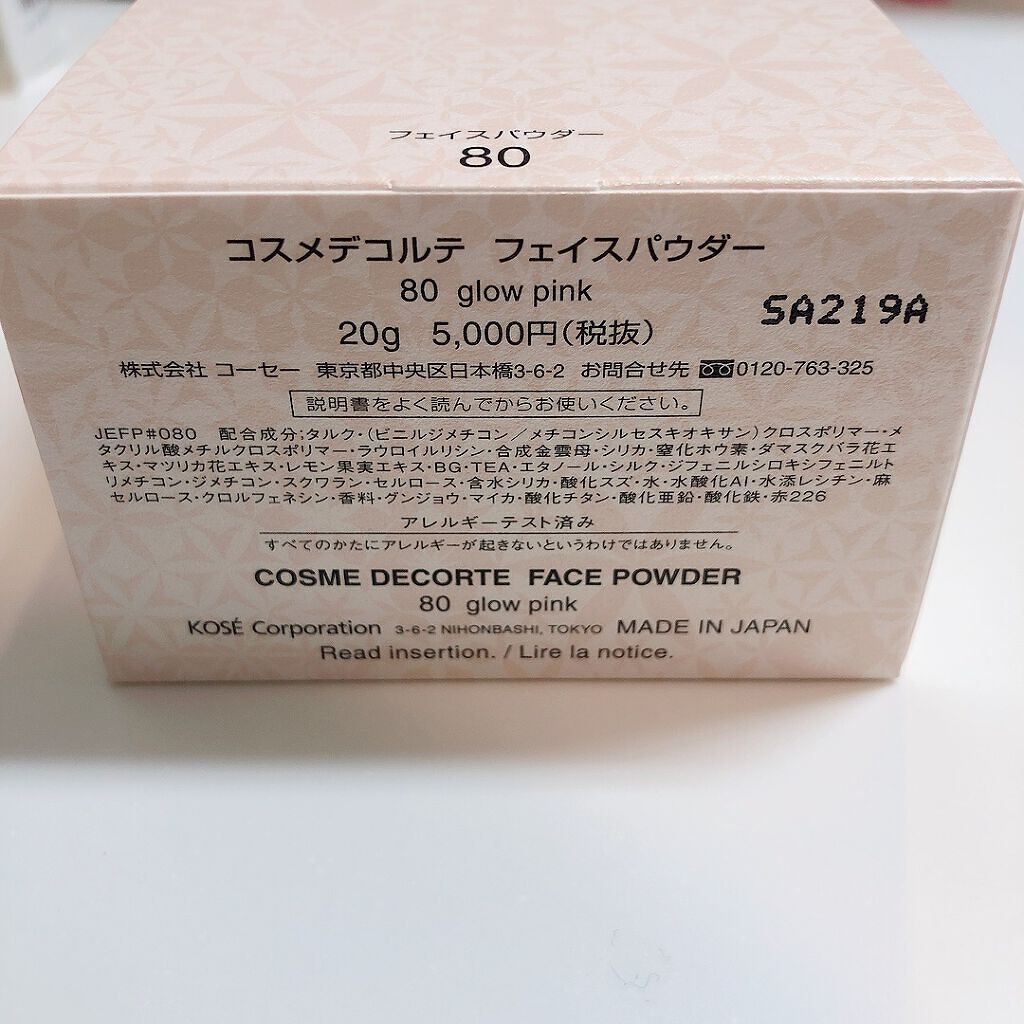 フェイスパウダー
80
コスメデコルテ フェイスパウダー
80 glow pink
20g 5,000円(税抜)
SA219A
株式会社 コーセー 東京都中央区日本橋3-6-2 お問合せ先 0120-763-325
説明書をよく読んでからお使いください。
JEFP#080 配合成分;タルク・(ビニルジメチコン/メチコンシルセスキオキサン)クロスポリマー・メ
タクリル酸メチルクロスポリマー・ラウロイルリシン・合成金雲母・シリカ・窒化ホウ素・ダマスクバラ花エ
キス・マツリカ花エキス・レモン果実エキス・BG・TEA・エタノール・シルク・ジフェニルシロキシフェニルト
リメチコン・ジメチコン・スクワラン・セルロース・含水シリカ・酸化スズ・水・水酸化Al・水添レシチン・麻
セルロース・クロルフェネシン・香料・グンジョウ・マイカ・酸化チタン・酸化亜鉛・酸化鉄・赤226
アレルギーテスト済み
すべてのかたにアレルギーが起きないというわけではありません。
COSME DECORTE FACE POWDER
80 glow pink
KOSÉ Corporation 3-6-2 NIHONBASHI, TOKYO MADE IN JAPAN
Read insertion. / Lire la notice.